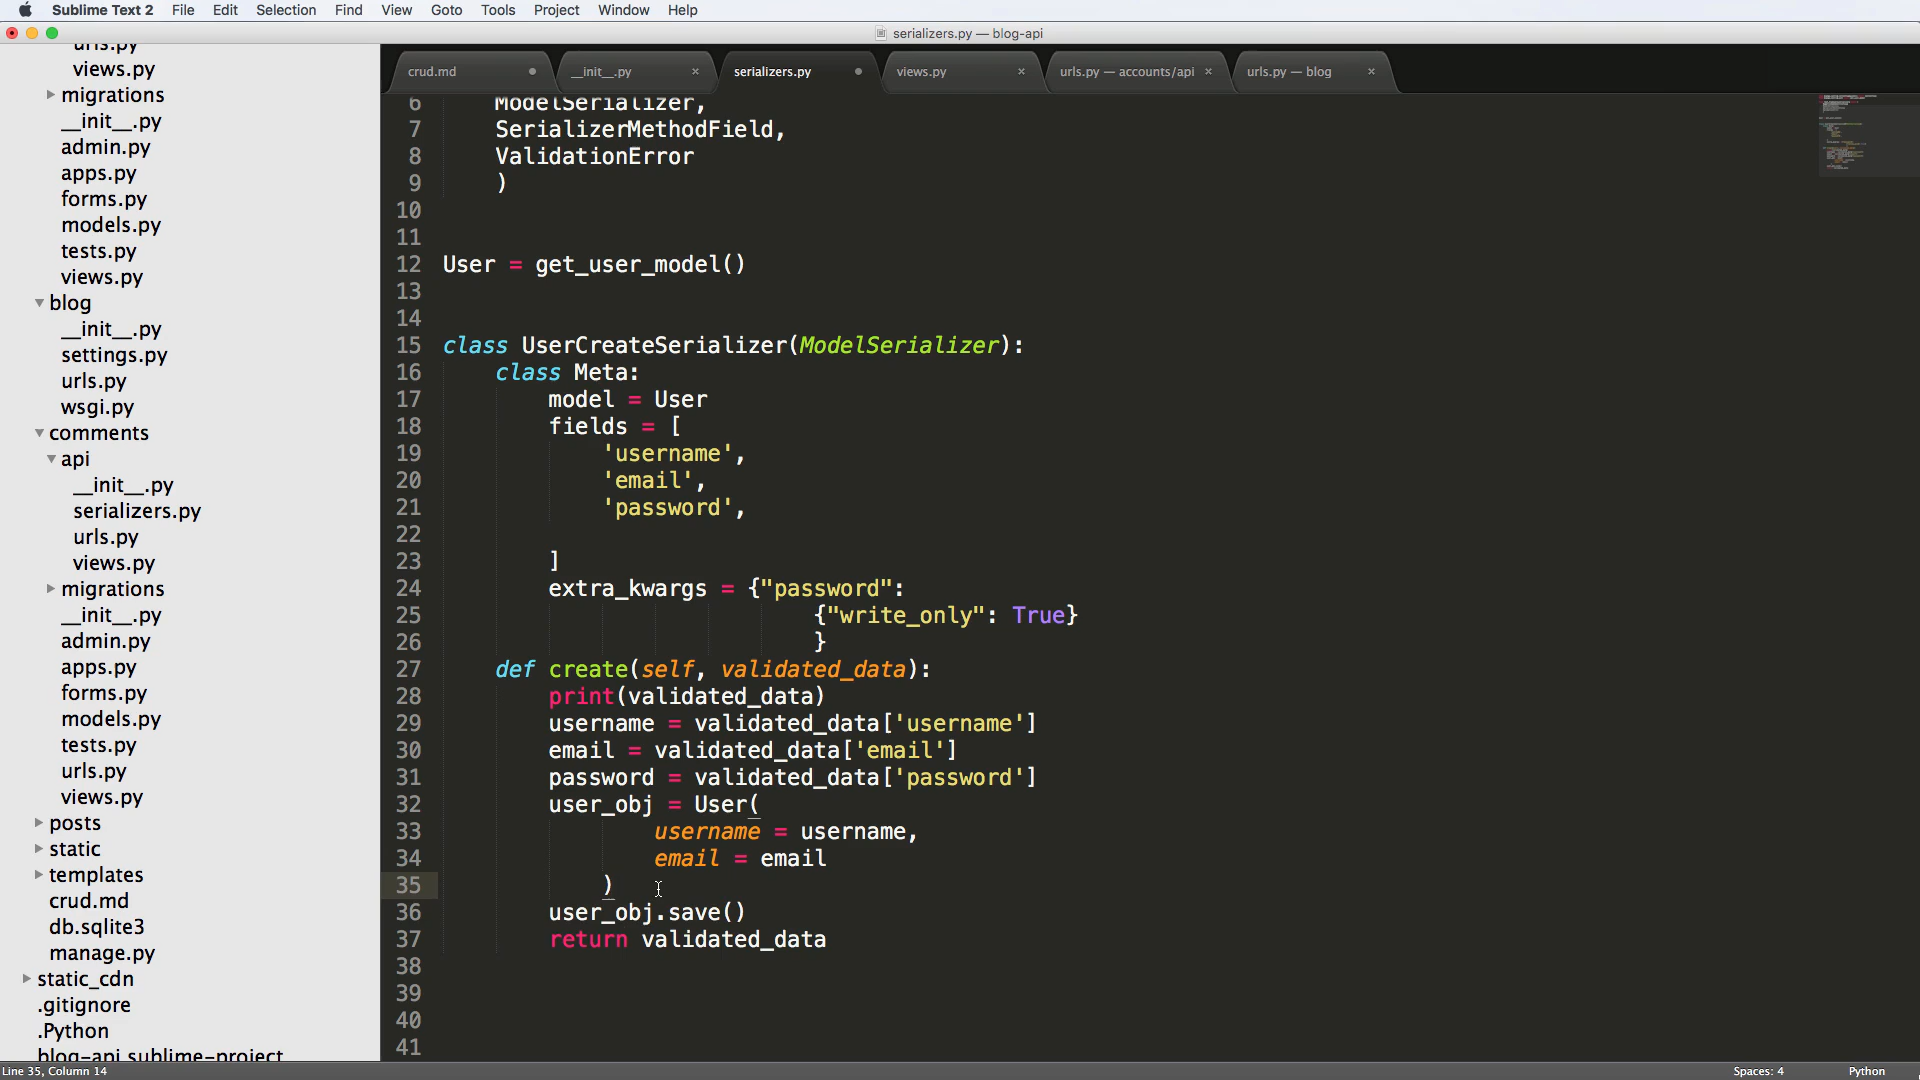 Sublime Text 2 File Edit Selection Find View Goto Tools Project Window Help
serializers.py — blog-api
urls.py
views.py
migrations
__init__.py
admin.py
apps.py
forms.py
models.py
tests.py
views.py
blog
__init__.py
settings.py
urls.py
wsgi.py
comments
api
__init__.py
serializers.py
urls.py
views.py
migrations
__init__.py
admin.py
apps.py
forms.py
models.py
tests.py
urls.py
views.py
posts
static
templates
crud.md
db.sqlite3
manage.py
static_cdn
.gitignore
.Python
blog-api.sublime-project
crud.md __init__.py × serializers.py views.py × urls.py — accounts/api × urls.py — blog ×
6 ModelSerializer,
7 SerializerMethodField,
8 ValidationError
9 )
10
11
12 User = get_user_model()
13
14
15 class UserCreateSerializer(ModelSerializer):
16 class Meta:
17 model = User
18 fields = [
19 'username',
20 'email',
21 'password',
22
23 ]
24 extra_kwargs = {"password":
25 {"write_only": True}
26 }
27 def create(self, validated_data):
28 print(validated_data)
29 username = validated_data['username']
30 email = validated_data['email']
31 password = validated_data['password']
32 user_obj = User(
33 username = username,
34 email = email
35 )
36 user_obj.save()
37 return validated_data
38
39
40
41
Line 35, Column 14 Spaces: 4 Python